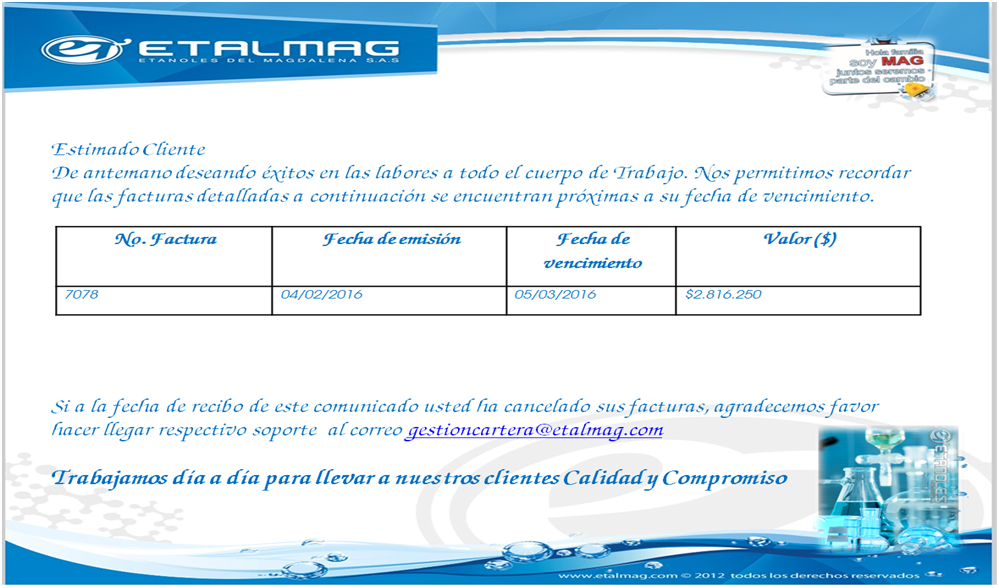 ETALMAG
ETANOLES DEL MAGDALENA S.A.S
Hola familia
soy MAG
juntos seremos
parte del cambio
Estimado Cliente
De antemano deseando éxitos en las labores a todo el cuerpo de Trabajo. Nos permitimos recordar
que las facturas detalladas a continuación se encuentran próximas a su fecha de vencimiento.
No. Factura Fecha de emisión Fecha de vencimiento Valor ($)
7078 04/02/2016 05/03/2016 $2.816.250
Si a la fecha de recibo de este comunicado usted ha cancelado sus facturas, agradecemos favor
hacer llegar respectivo soporte al correo gestioncartera@etalmag.com
Trabajamos día a día para llevar a nuestros clientes Calidad y Compromiso
www.etalmag.com © 2012 todos los derechos reservados